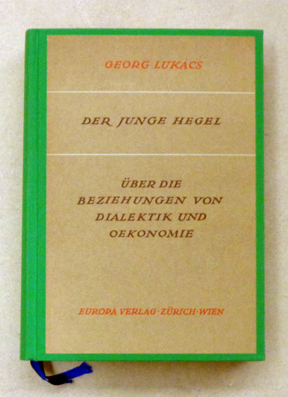 GEORG LUKACS
DER JUNGE HEGEL
ÜBER DIE
BEZIEHUNGEN VON
DIALEKTIK UND
OEKONOMIE
EUROPA VERLAG · ZÜRICH · WIEN